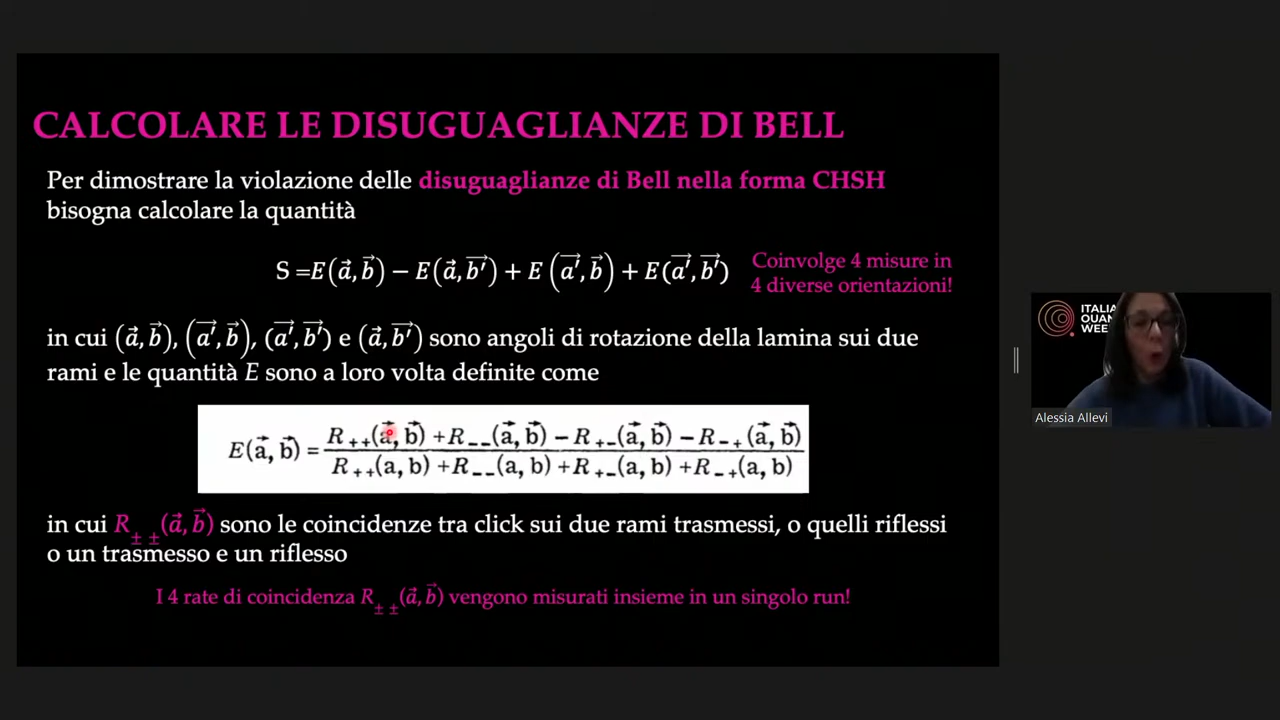 CALCOLARE LE DISUGUAGLIANZE DI BELL
Per dimostrare la violazione delle disuguaglianze di Bell nella forma CHSH
bisogna calcolare la quantità
S =E(a⃗, b⃗) − E(a⃗, b'⃗) + E (a'⃗, b⃗) + E(a'⃗, b'⃗)
Coinvolge 4 misure in
4 diverse orientazioni!
in cui (a⃗, b⃗), (a'⃗, b⃗), (a'⃗, b'⃗) e (a⃗, b'⃗) sono angoli di rotazione della lamina sui due
rami e le quantità E sono a loro volta definite come
E(a⃗, b⃗) = R₊₊(a⃗, b⃗) +R₋₋(a⃗, b⃗) −R₊₋(a⃗, b⃗) −R₋₊(a⃗, b⃗)
R₊₊(a, b) +R₋₋(a, b) +R₊₋(a, b) +R₋₊(a, b)
in cui R± ±(a⃗, b⃗) sono le coincidenze tra click sui due rami trasmessi, o quelli riflessi
o un trasmesso e un riflesso
I 4 rate di coincidenza R± ±(a⃗, b⃗) vengono misurati insieme in un singolo run!
ITALIA
QUAN
WEE
Alessia Allevi